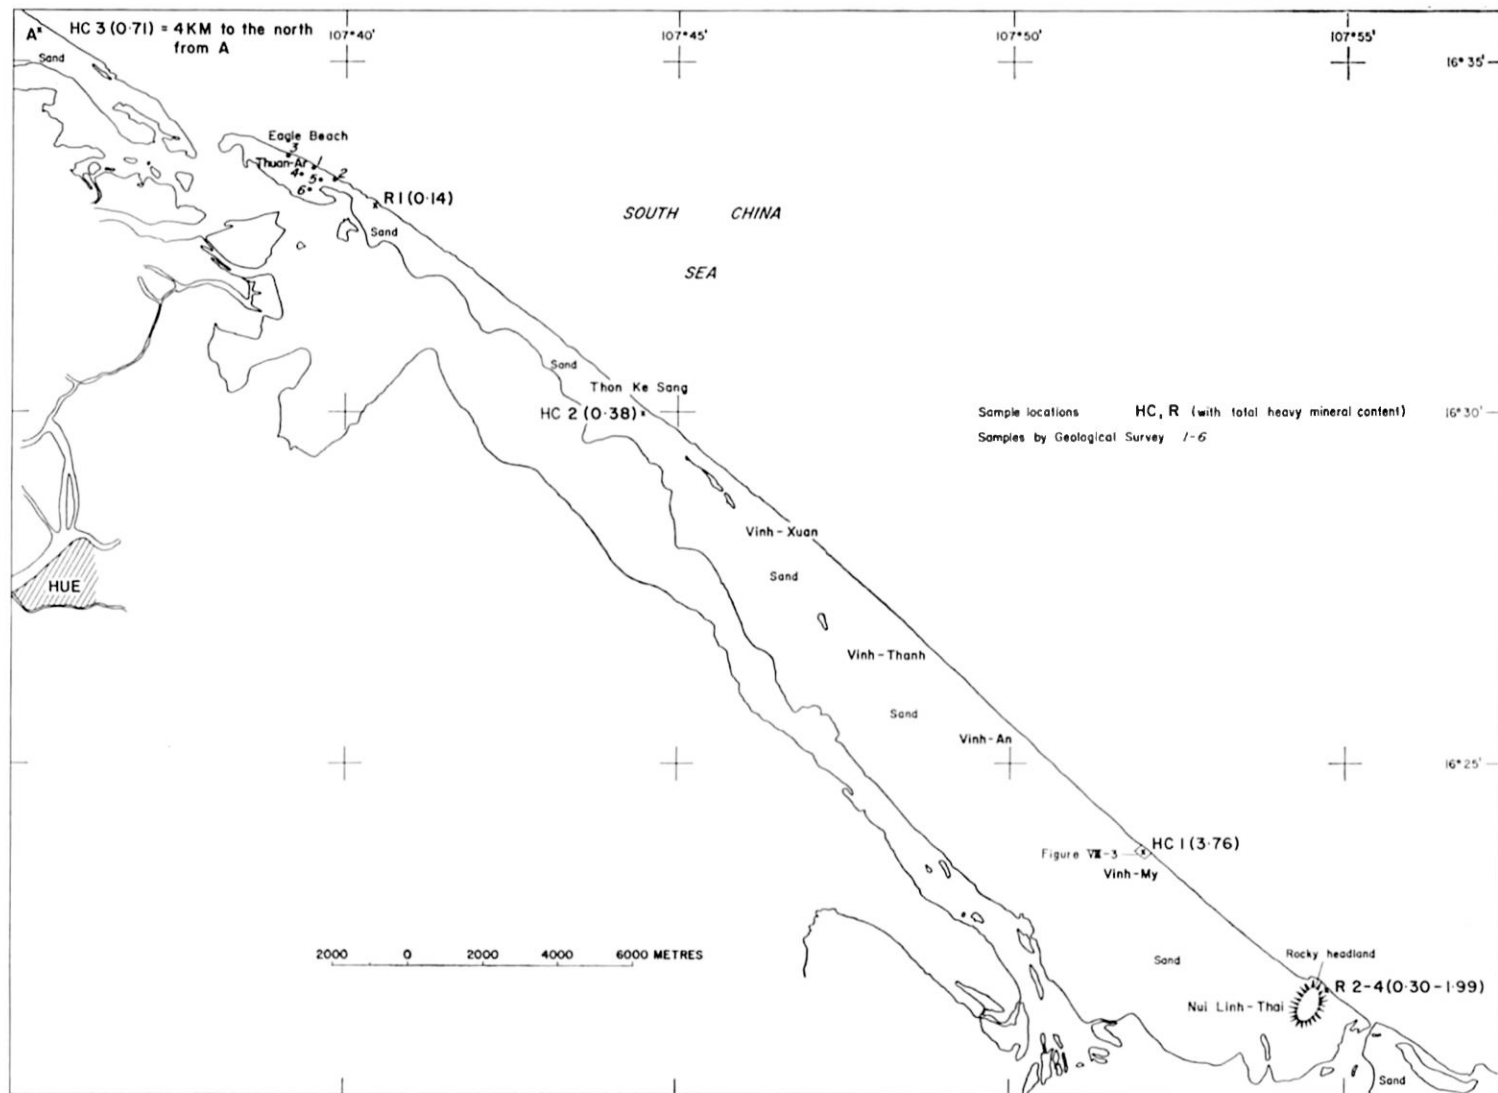 A HC 3 (0·71) = 4 KM to the north
from A
107°40' 107°45' 107°50' 107°55'
16°35'
Sand
Eagle Beach
3
Thuan-An 1
4 5 2
6
R 1 (0·14)
Sand
SOUTH CHINA
SEA
Sand
Thon Ke Sang
HC 2 (0·38)
Sample locations HC, R (with total heavy mineral content)
16°30'
Samples by Geological Survey 1-6
Vinh-Xuan
Sand
HUE
Vinh-Thanh
Sand
Vinh-An
16°25'
HC 1 (3·76)
Figure VIII-3
Vinh-My
2000 0 2000 4000 6000 METRES
Rocky headland
Sand
R 2-4 (0·30-1·99)
Nui Linh-Thai
Sand